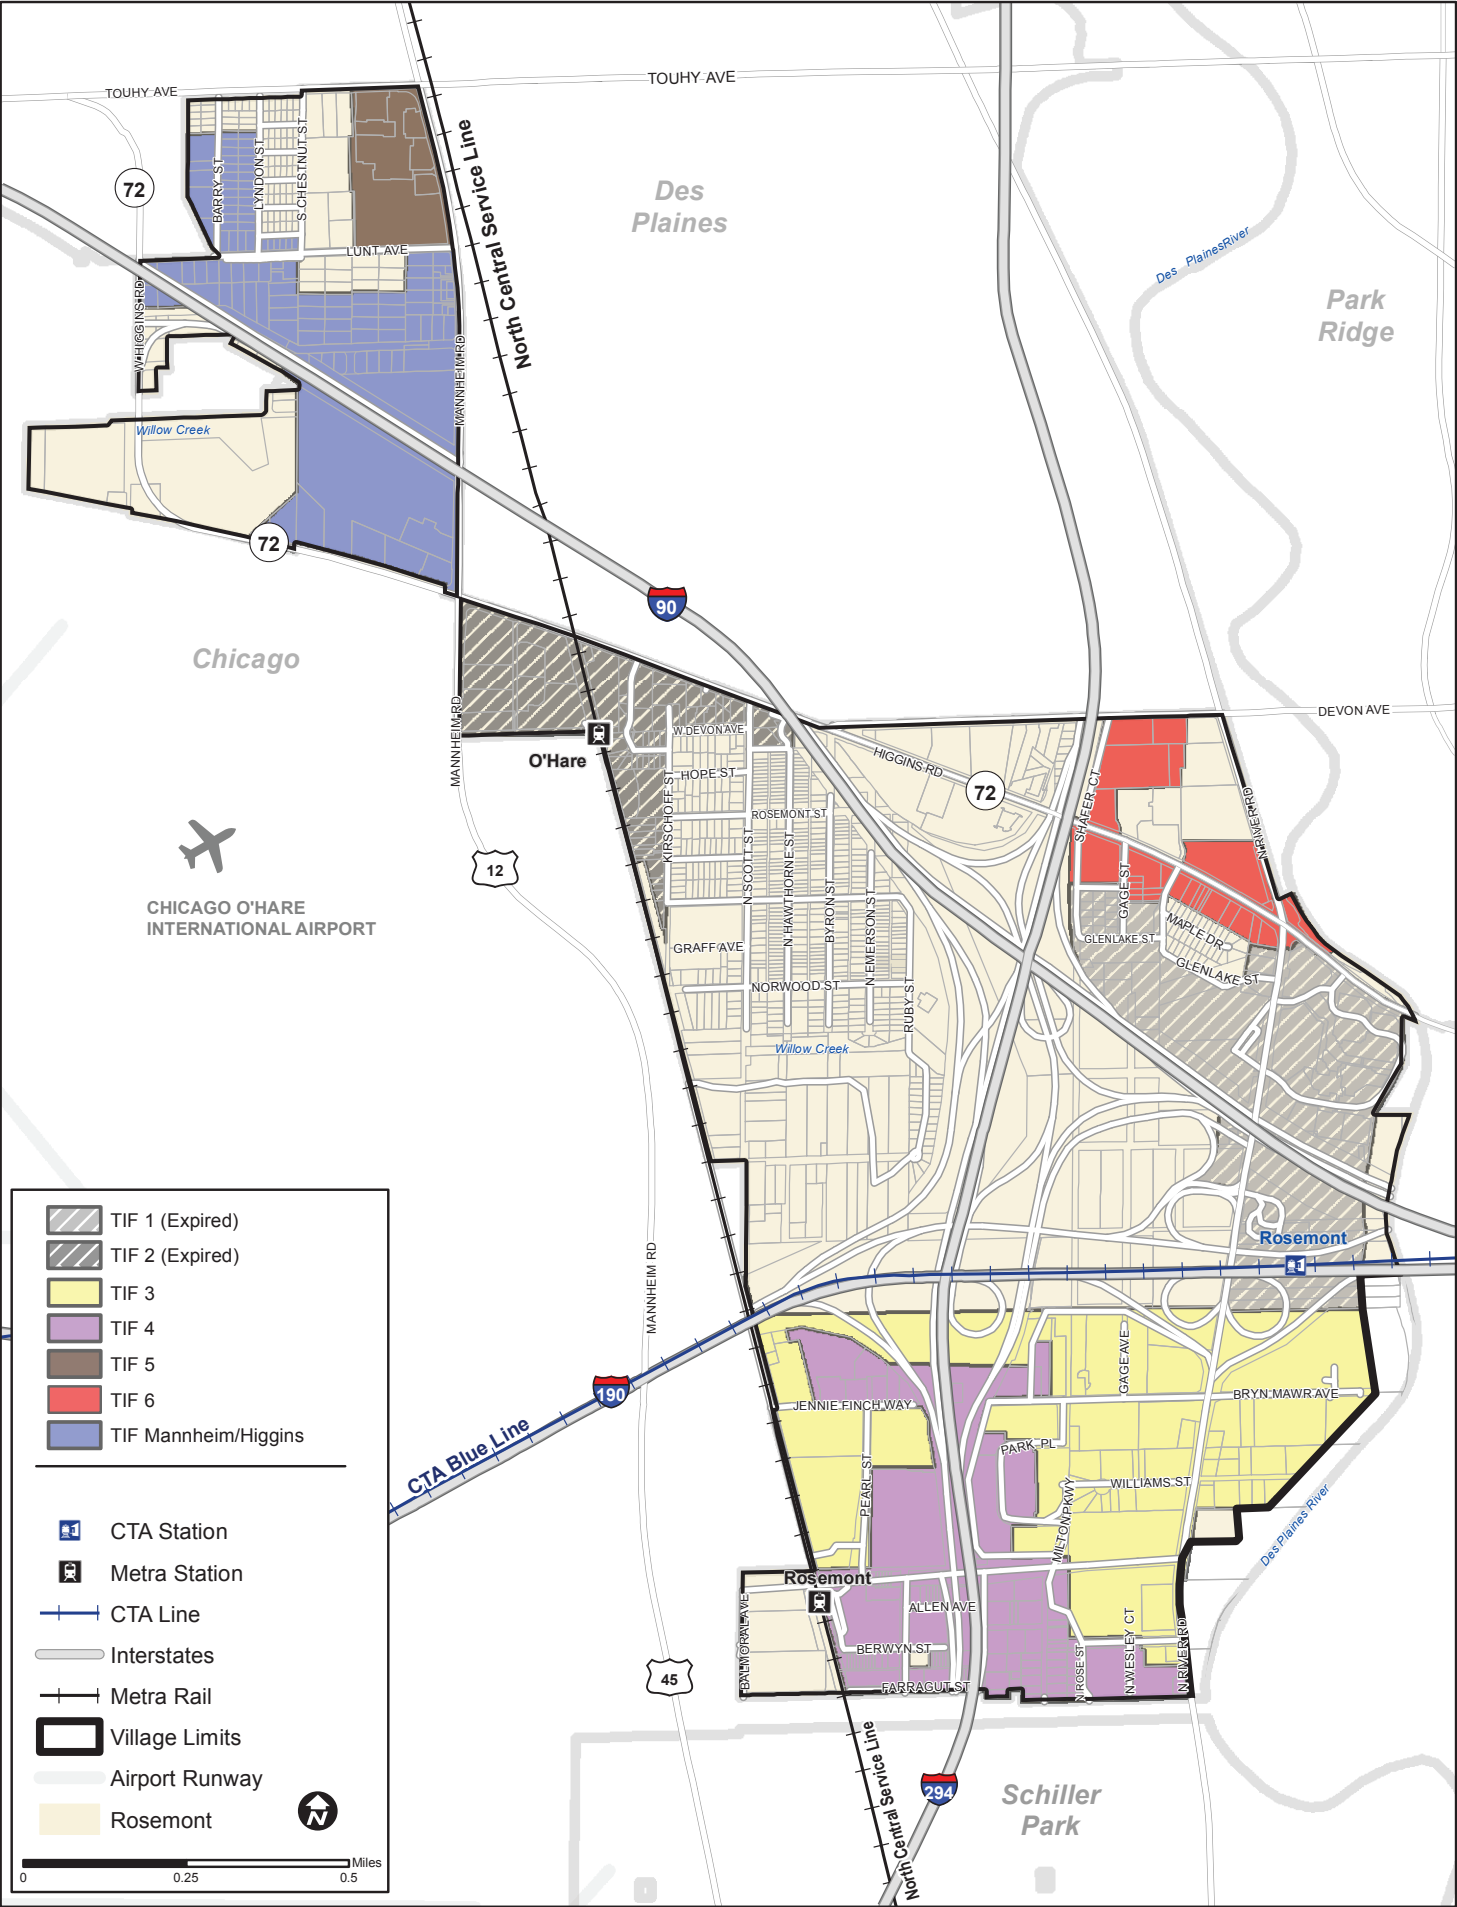 TOUHY AVE
TOUHY AVE
72
BARRY ST
LYNDON ST
S CHESTNUT ST
North Central Service Line
Des
Plaines
Des PlainesRiver
Park
Ridge
LUNT AVE
W HIGGINS RD
MANNHEIM RD
Willow Creek
72
90
Chicago
MANNHEIM RD
O'Hare
W DEVON AVE
HOPE ST
KIRSCHOFF ST
ROSEMONT ST
N SCOTT ST
N HAWTHORNE ST
BYRON ST
N EMERSON ST
RUBY ST
GRAFF AVE
NORWOOD ST
Willow Creek
DEVON AVE
HIGGINS RD
72
SHAFER CT
N RIVER RD
GAGE ST
MAPLE DR
GLENLAKE ST
GLENLAKE ST
12
CHICAGO O'HARE
INTERNATIONAL AIRPORT
MANNHEIM RD
Rosemont
190
CTA Blue Line
JENNIE FINCH WAY
PEARL ST
GAGE AVE
BRYN MAWR AVE
PARK PL
WILLIAMS ST
MILTON PKWY
Des Plaines River
Rosemont
BALMORAL AVE
ALLEN AVE
BERWYN ST
FARRAGUT ST
N ROSE ST
N WESLEY CT
N RIVER RD
45
North Central Service Line
294
Schiller
Park
TIF 1 (Expired)
TIF 2 (Expired)
TIF 3
TIF 4
TIF 5
TIF 6
TIF Mannheim/Higgins
CTA Station
Metra Station
CTA Line
Interstates
Metra Rail
Village Limits
Airport Runway
Rosemont
N
Miles
0 0.25 0.5